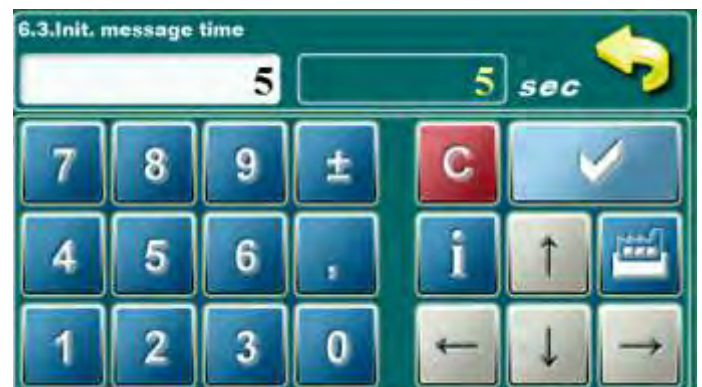 6.3.Init. message time
5 5 sec
7 8 9 ± C
4 5 6 , i ↑
1 2 3 0 ← ↓ →